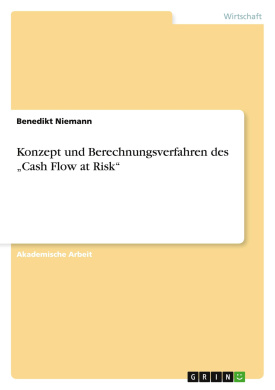 Wirtschaft
Benedikt Niemann
Konzept und Berechnungsverfahren des
„Cash Flow at Risk“
Akademische Arbeit
GRIN